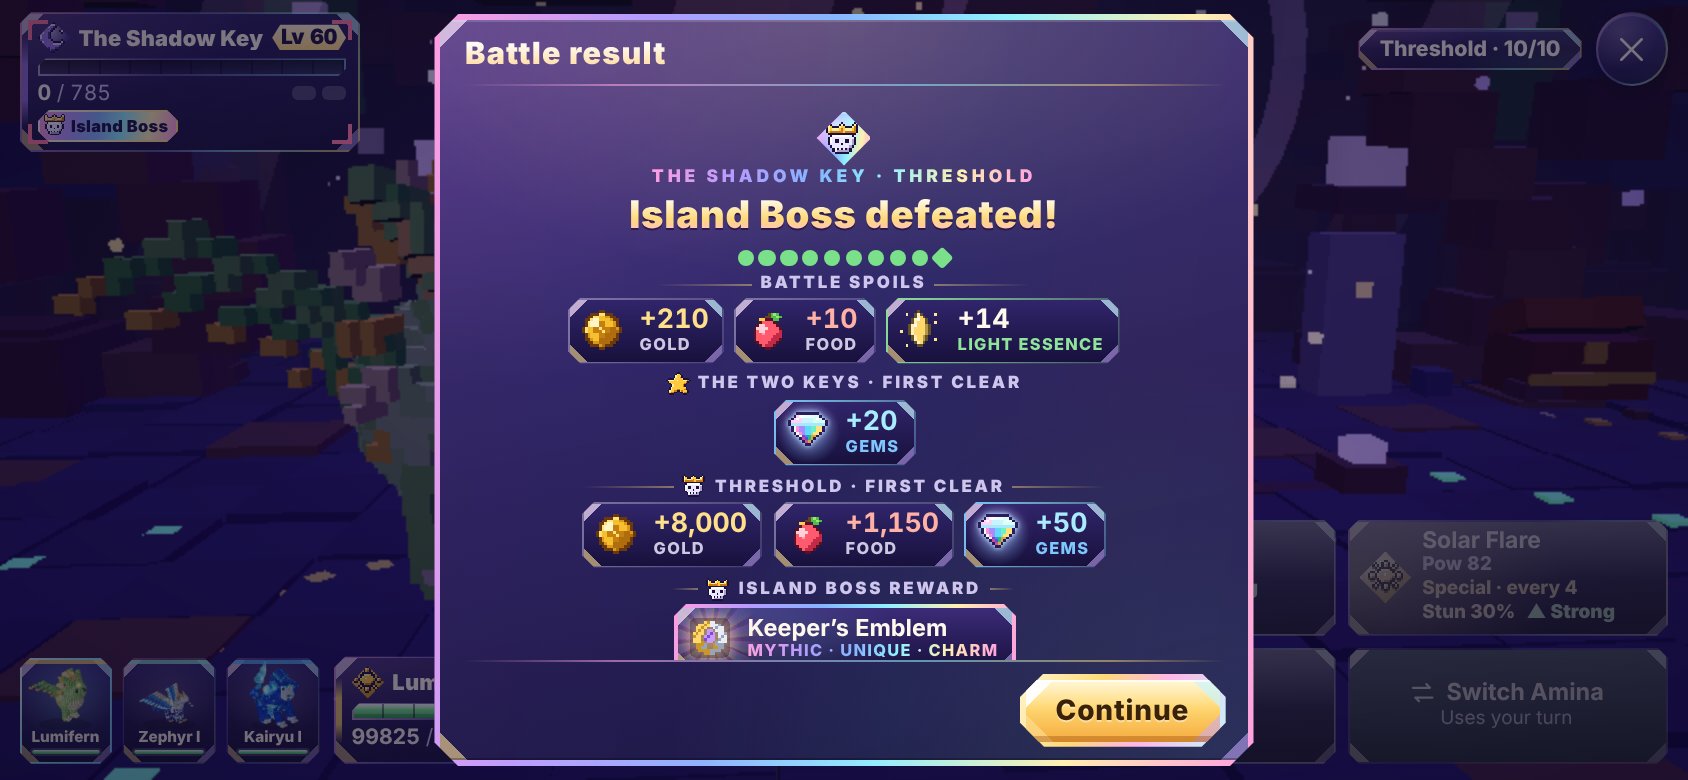 The Shadow Key Lv 60
0 / 785
Island Boss
Battle result
Threshold · 10/10
THE SHADOW KEY · THRESHOLD
Island Boss defeated!
BATTLE SPOILS
+210 GOLD
+10 FOOD
+14 LIGHT ESSENCE
THE TWO KEYS · FIRST CLEAR
+20 GEMS
THRESHOLD · FIRST CLEAR
+8,000 GOLD
+1,150 FOOD
+50 GEMS
ISLAND BOSS REWARD
Keeper’s Emblem
MYTHIC · UNIQUE · CHARM
Continue
Solar Flare
Pow 82
Special · every 4
Stun 30% ▲ Strong
Switch Amina
Uses your turn
Lumifern
Zephyr I
Kairyu I
Lum
99825 /